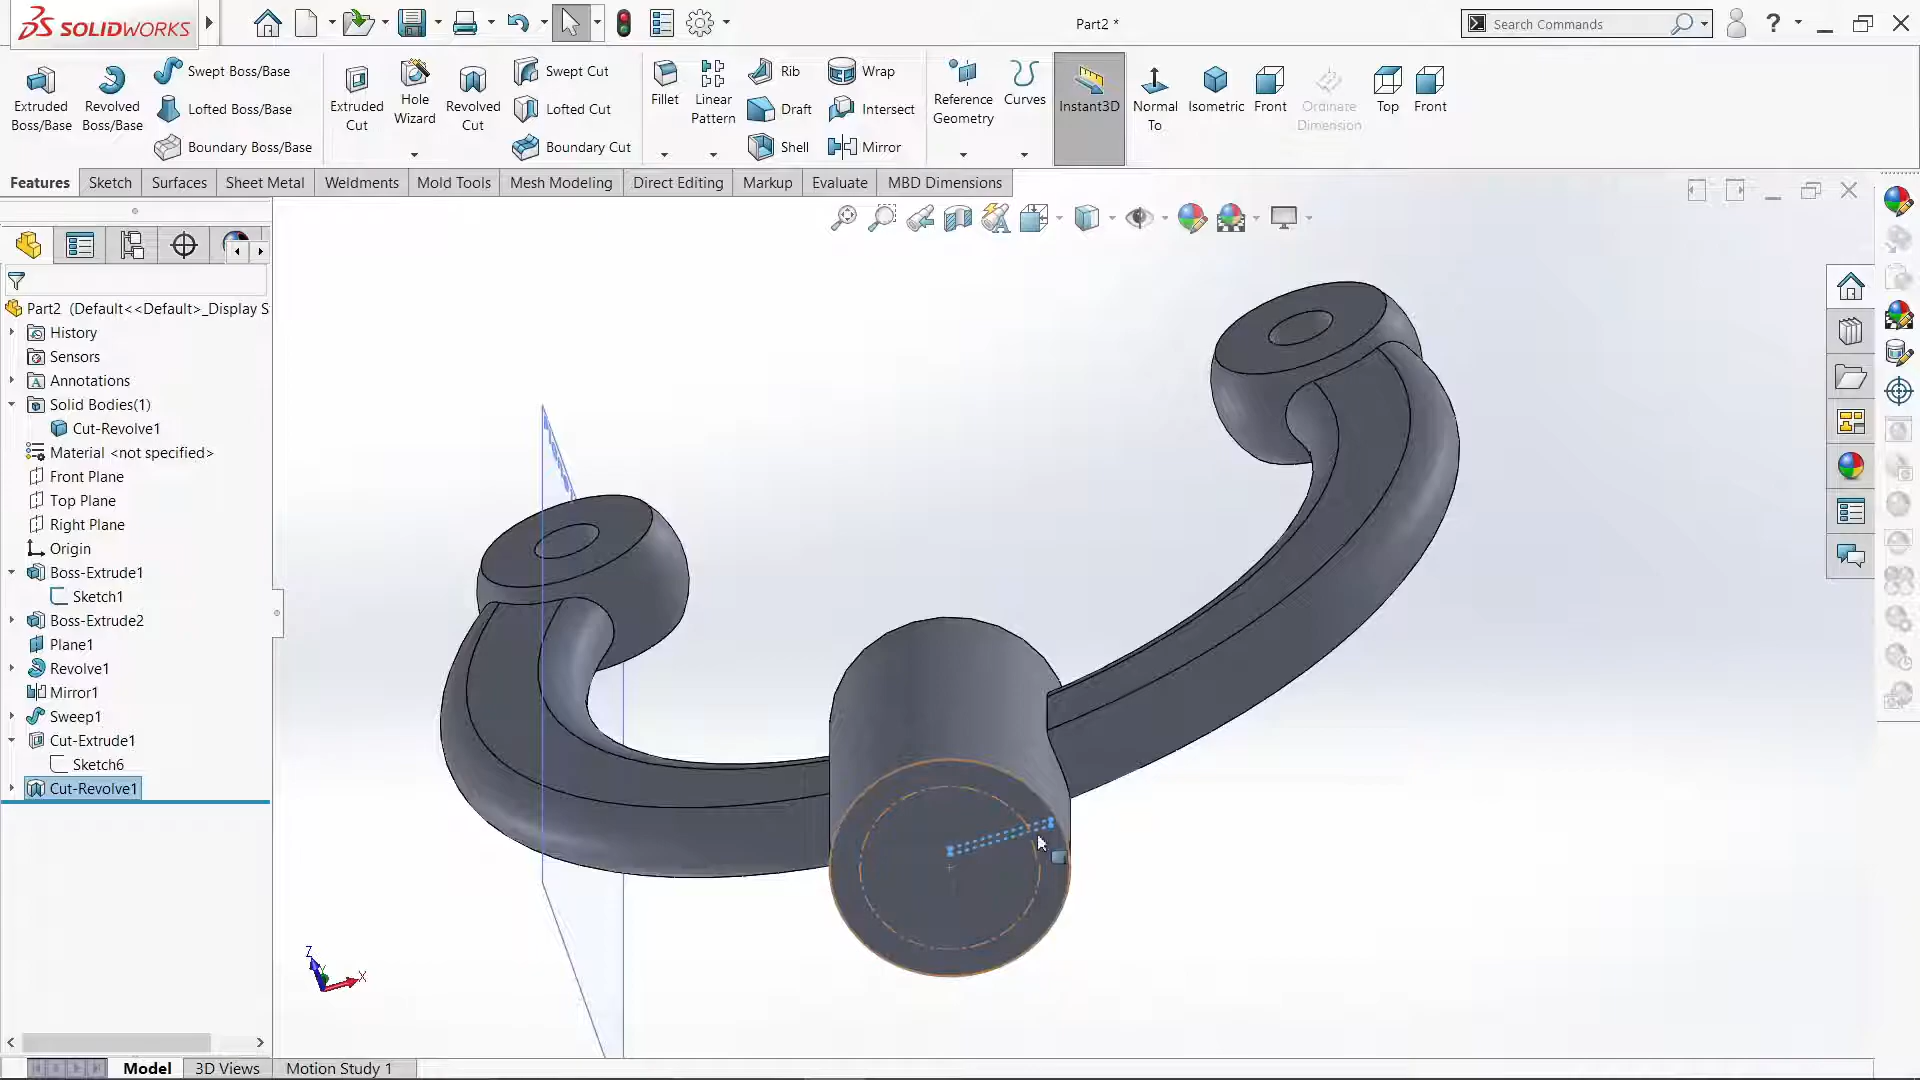 SOLIDWORKS
Part2 *
Search Commands
?
Extruded Boss/Base
Revolved Boss/Base
Swept Boss/Base
Lofted Boss/Base
Boundary Boss/Base
Extruded Cut
Hole Wizard
Revolved Cut
Swept Cut
Lofted Cut
Boundary Cut
Fillet
Linear Pattern
Rib
Draft
Shell
Wrap
Intersect
Mirror
Reference Geometry
Curves
Instant3D
Normal To
Isometric
Front
Ordinate Dimension
Top
Front
Features
Sketch
Surfaces
Sheet Metal
Weldments
Mold Tools
Mesh Modeling
Direct Editing
Markup
Evaluate
MBD Dimensions
Part2 (Default<<Default>_Display S
History
Sensors
Annotations
Solid Bodies(1)
Cut-Revolve1
Material <not specified>
Front Plane
Top Plane
Right Plane
Origin
Boss-Extrude1
Sketch1
Boss-Extrude2
Plane1
Revolve1
Mirror1
Sweep1
Cut-Extrude1
Sketch6
Cut-Revolve1
Z
X
Model
3D Views
Motion Study 1